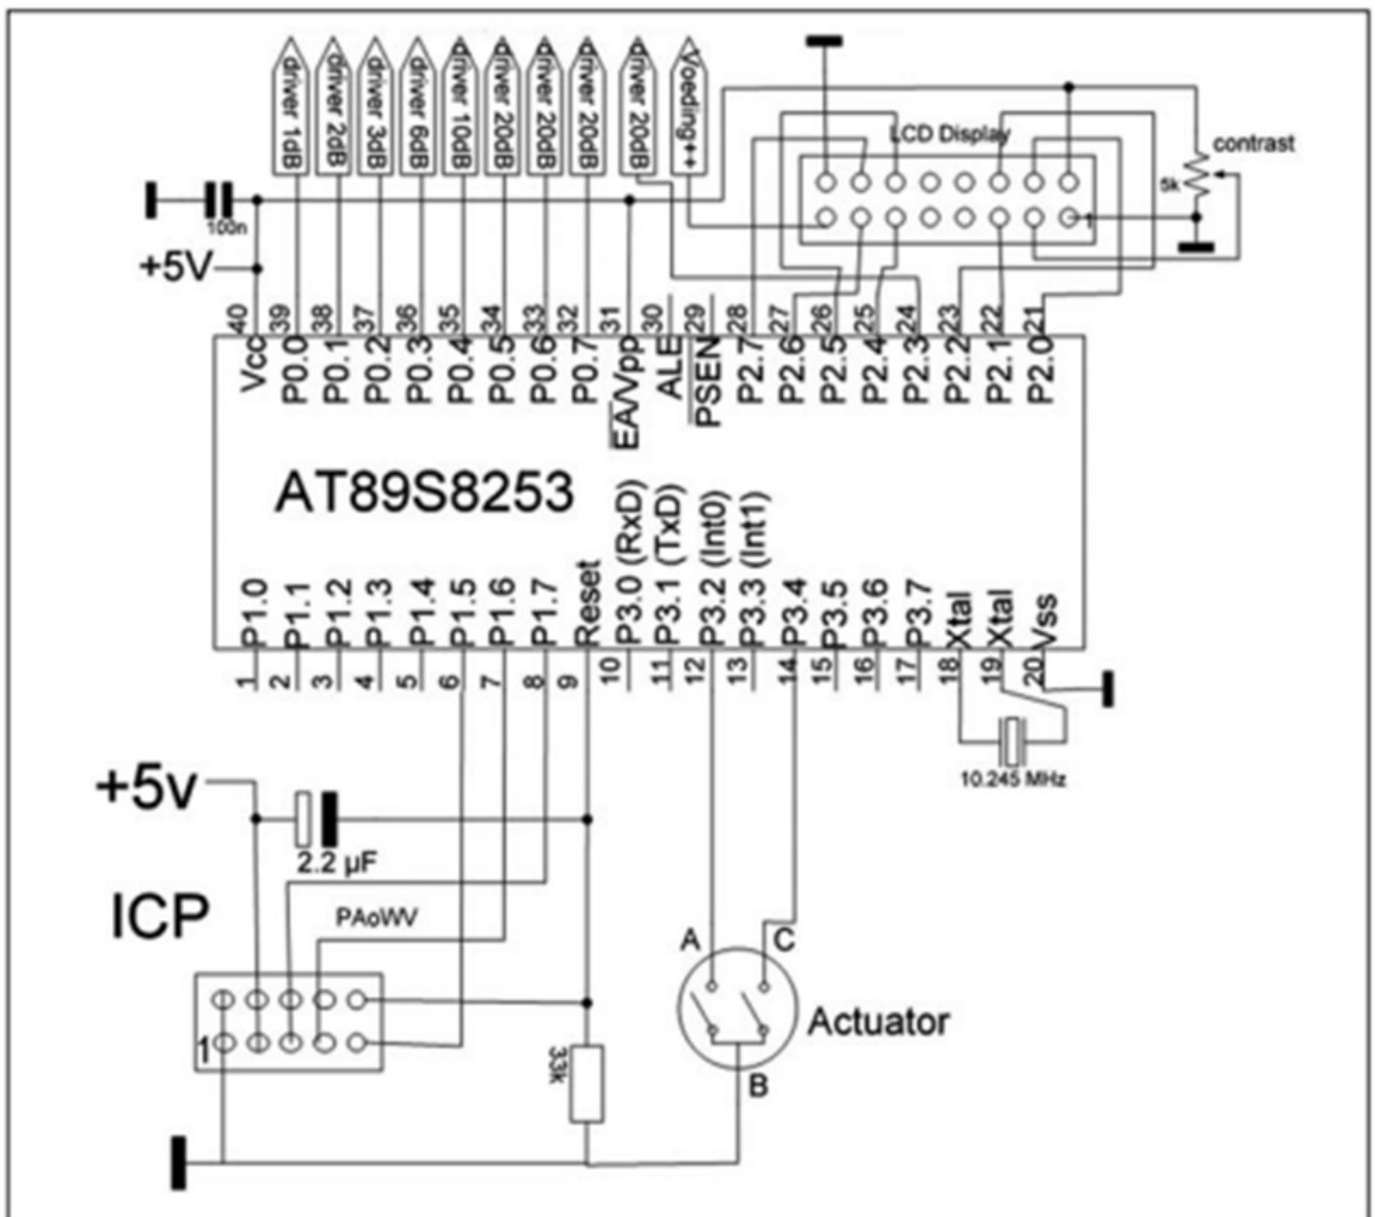 driver 1dB
driver 2dB
driver 3dB
driver 6dB
driver 10dB
driver 20dB
driver 20dB
driver 20dB
driver 20dB
Voeding++
LCD Display
contrast
5k
1
100n
+5V
40
39
38
37
36
35
34
33
32
31
30
29
28
27
26
25
24
23
22
21
Vcc
P0.0
P0.1
P0.2
P0.3
P0.4
P0.5
P0.6
P0.7
EA/Vpp
ALE
PSEN
P2.7
P2.6
P2.5
P2.4
P2.3
P2.2
P2.1
P2.0
AT89S8253
P1.0
P1.1
P1.2
P1.3
P1.4
P1.5
P1.6
P1.7
Reset
P3.0 (RxD)
P3.1 (TxD)
P3.2 (Int0)
P3.3 (Int1)
P3.4
P3.5
P3.6
P3.7
Xtal
Xtal
Vss
1
2
3
4
5
6
7
8
9
10
11
12
13
14
15
16
17
18
19
20
10.245 MHz
+5v
2.2 µF
ICP
PAoWV
1
33k
A
C
Actuator
B